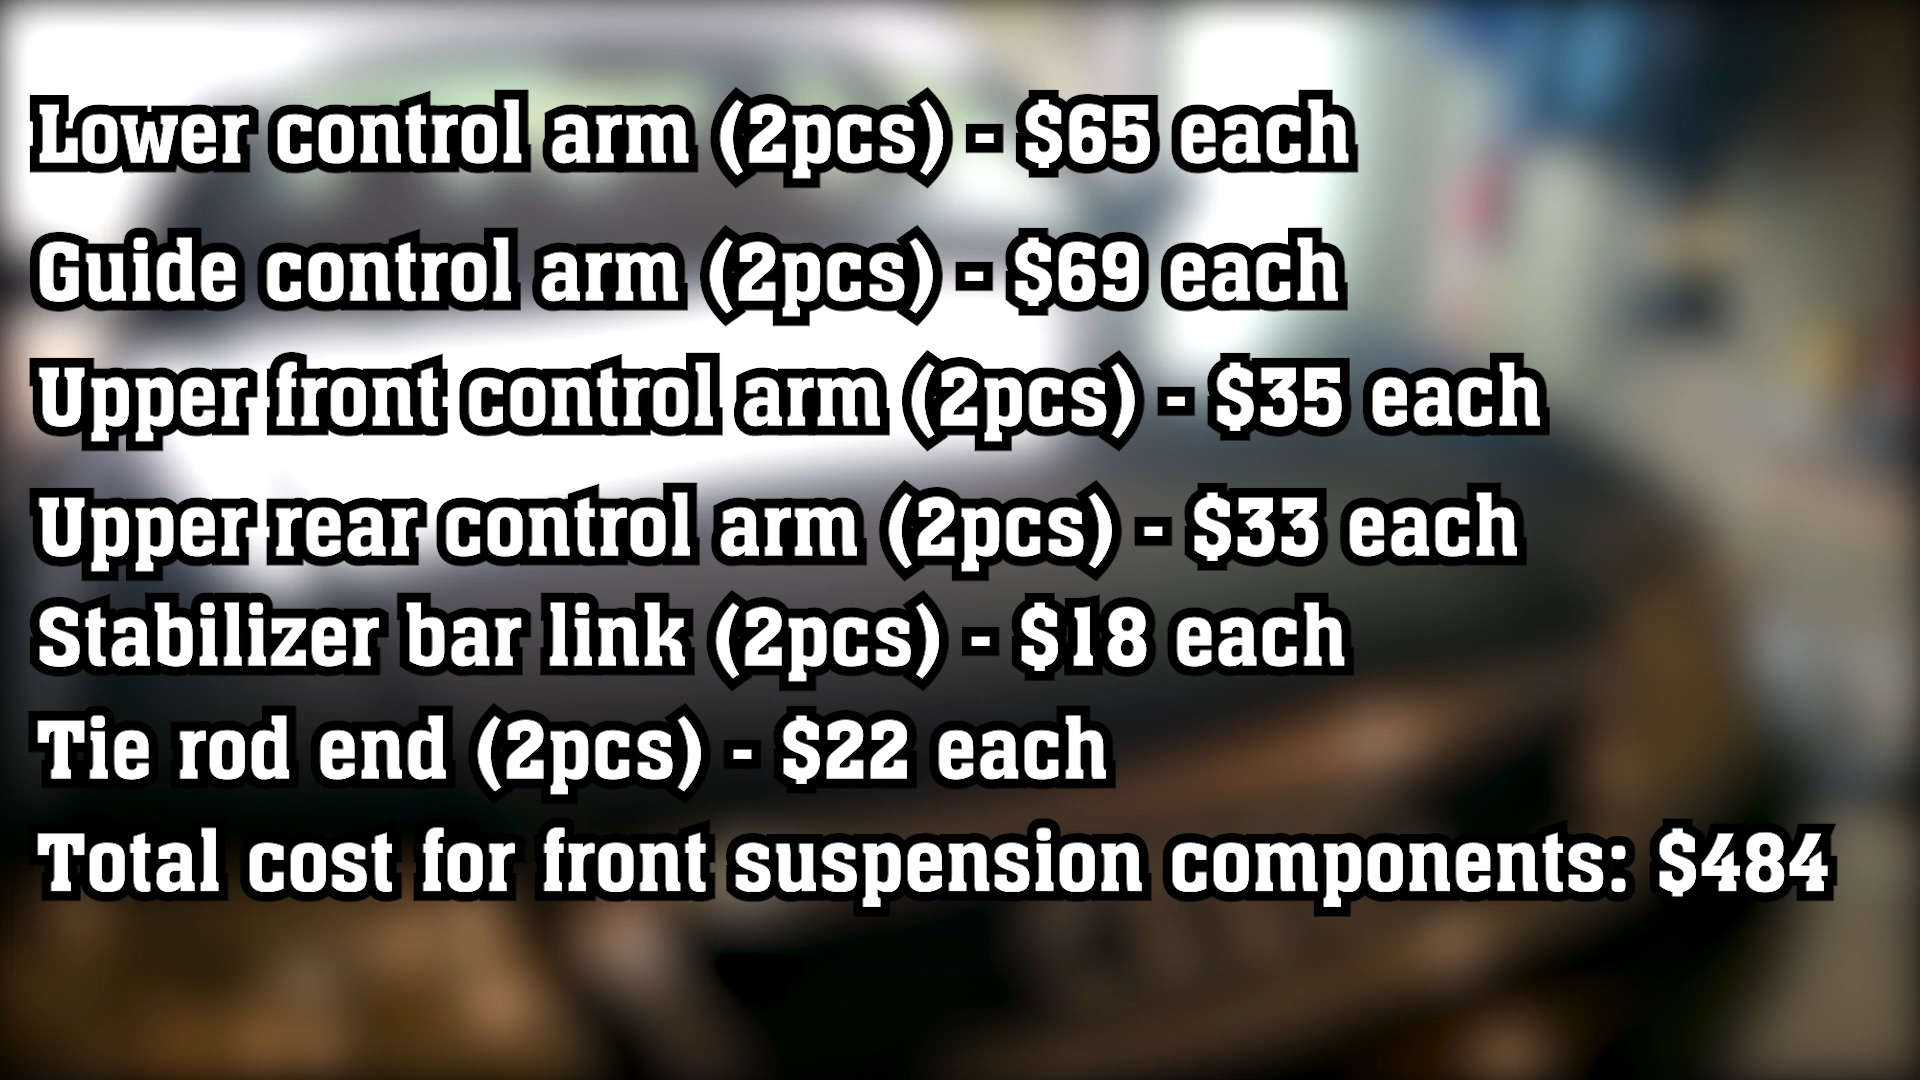 Lower control arm (2pcs) - $65 each
Guide control arm (2pcs) - $69 each
Upper front control arm (2pcs) - $35 each
Upper rear control arm (2pcs) - $33 each
Stabilizer bar link (2pcs) - $18 each
Tie rod end (2pcs) - $22 each
Total cost for front suspension components: $484